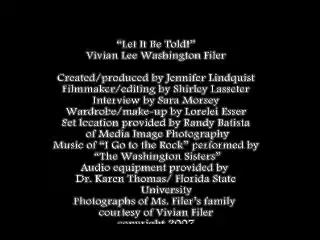 “Let It Be Told!”
Vivian Lee Washington Filer
Created/produced by Jennifer Lindquist
Filmmaker/editing by Shirley Lasseter
Interview by Sara Morsey
Wardrobe/make-up by Lorelei Esser
Set location provided by Randy Batista
of Media Image Photography
Music of “I Go to the Rock” performed by
“The Washington Sisters”
Audio equipment provided by
Dr. Karen Thomas/ Florida State
University
Photographs of Ms. Filer's family
courtesy of Vivian Filer
copyright 2007